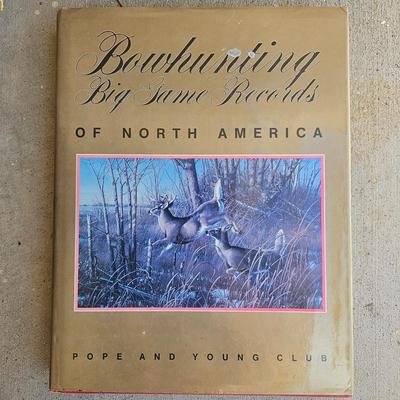 Bowhunting
Big Game Records
OF NORTH AMERICA
POPE AND YOUNG CLUB